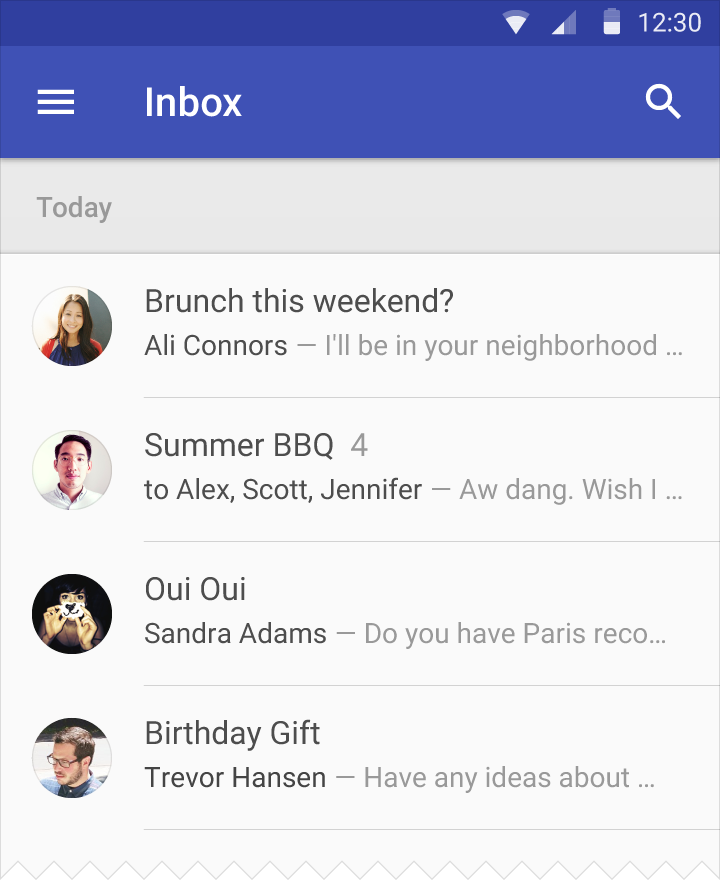 12:30
Inbox
Today
Brunch this weekend?
Ali Connors — I'll be in your neighborhood ...
Summer BBQ 4
to Alex, Scott, Jennifer — Aw dang. Wish I ...
Oui Oui
Sandra Adams — Do you have Paris reco...
Birthday Gift
Trevor Hansen — Have any ideas about ...